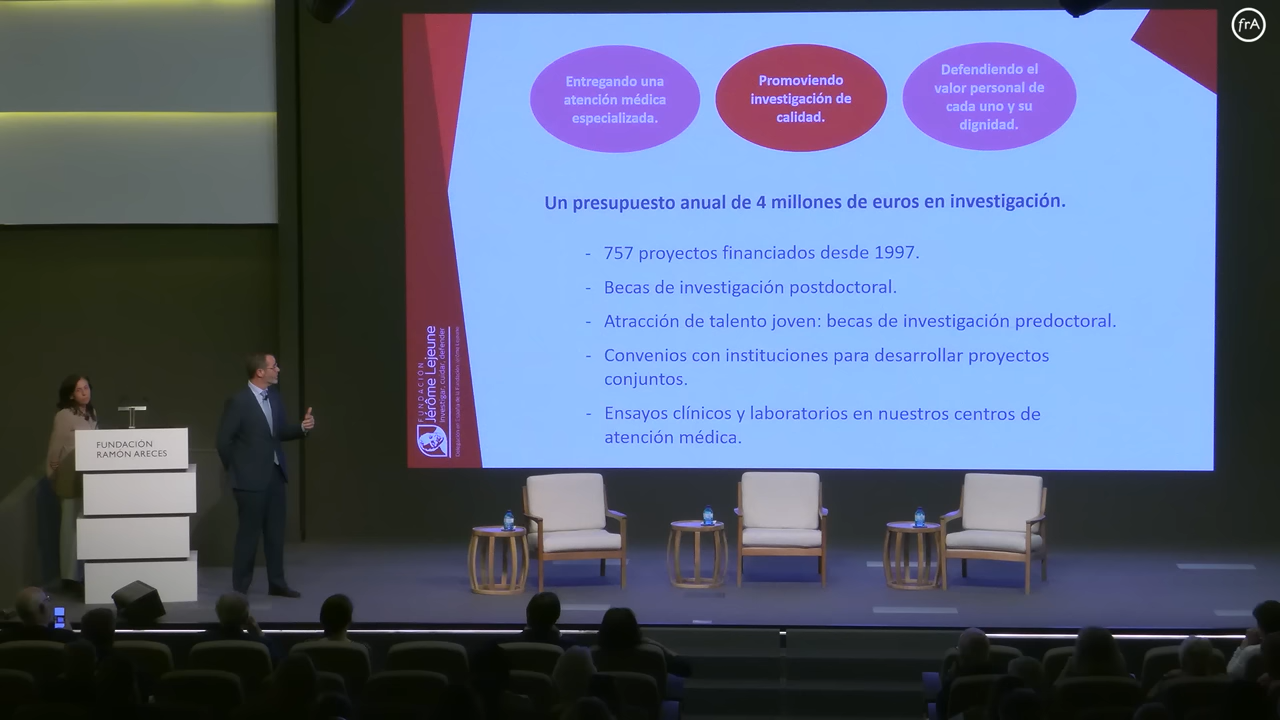 frA
Entregando una
atención médica
especializada.
Promoviendo
investigación de
calidad.
Defendiendo el
valor personal de
cada uno y su
dignidad.
Un presupuesto anual de 4 millones de euros en investigación.
- 757 proyectos financiados desde 1997.
- Becas de investigación postdoctoral.
- Atracción de talento joven: becas de investigación predoctoral.
- Convenios con instituciones para desarrollar proyectos
conjuntos.
- Ensayos clínicos y laboratorios en nuestros centros de
atención médica.
FUNDACIÓN
Jérôme Lejeune
Investigar, cuidar, defender
FUNDACIÓN
RAMÓN ARECES